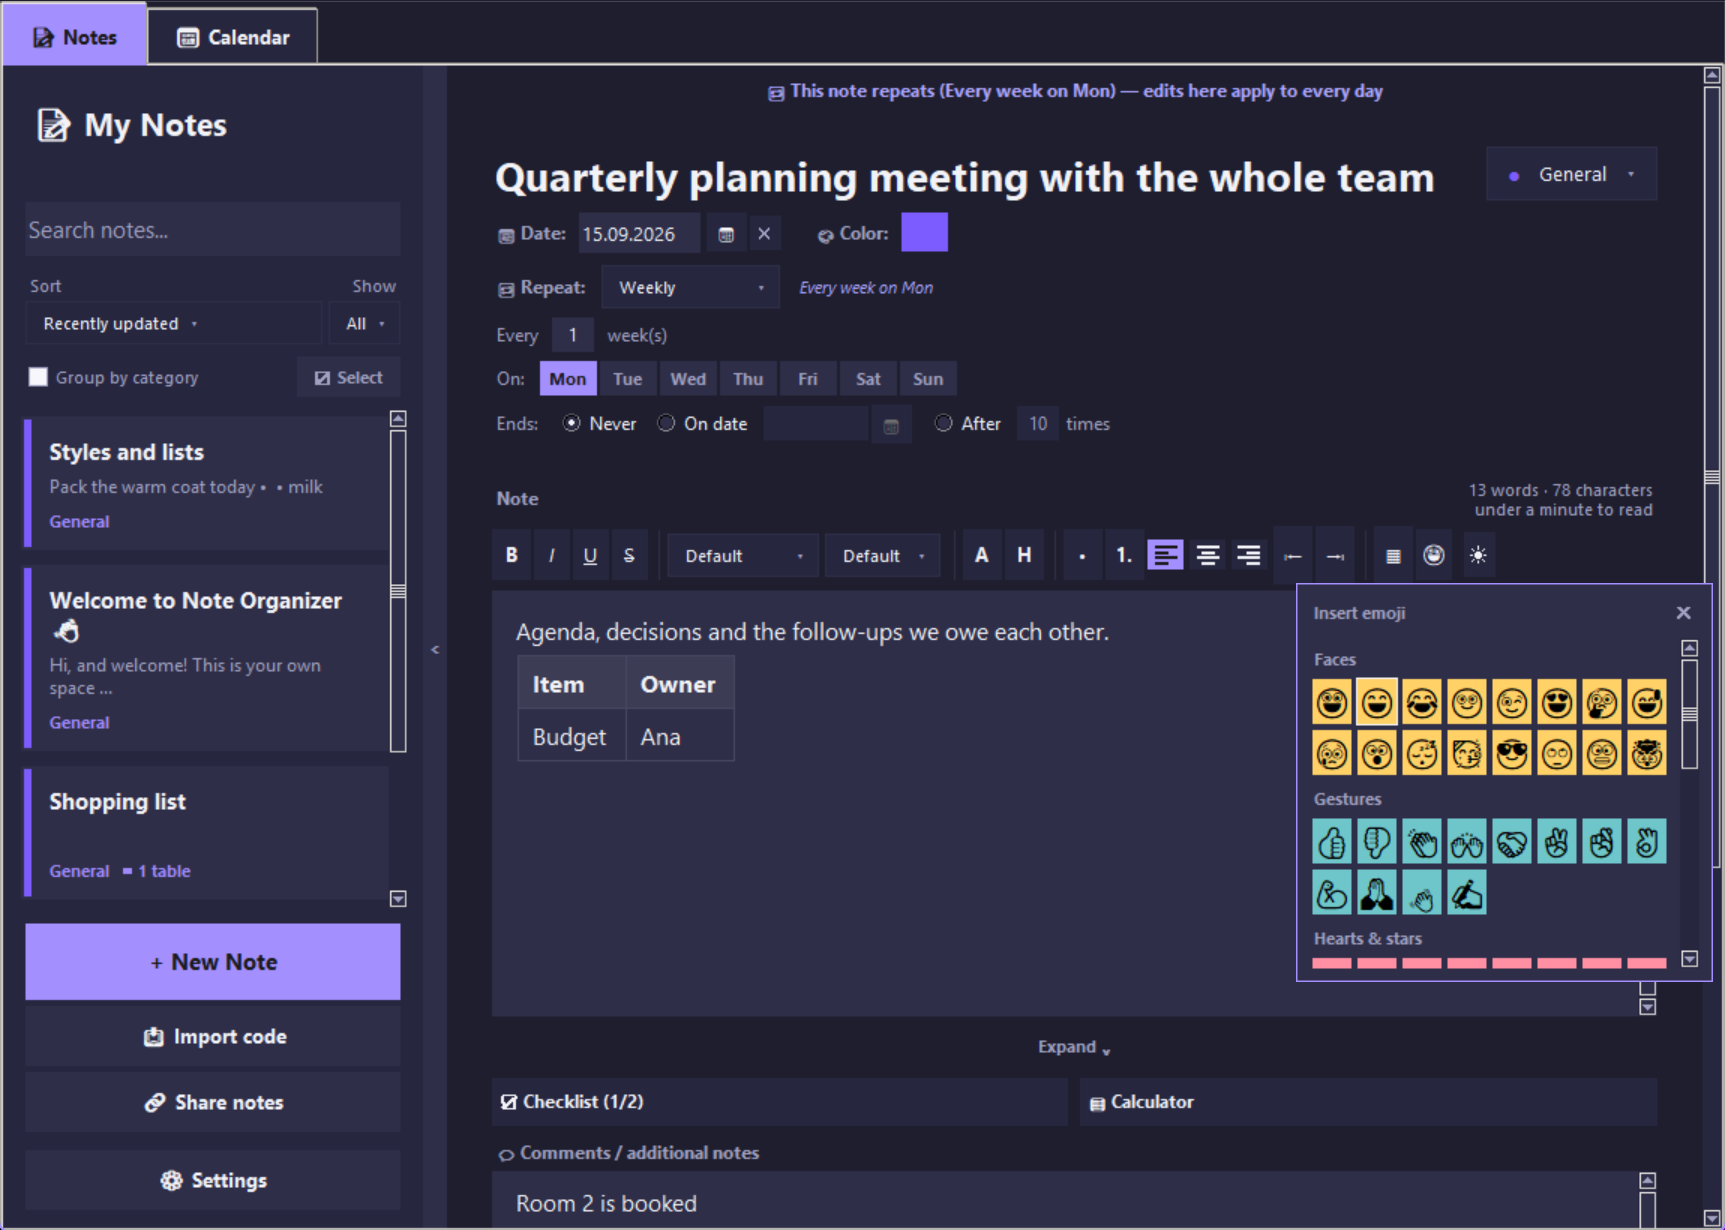 Notes
Calendar
My Notes
Search notes...
Sort
Show
Recently updated
All
Group by category
Select
Styles and lists
Pack the warm coat today • • milk
General
Welcome to Note Organizer
Hi, and welcome! This is your own
space ...
General
Shopping list
General
1 table
+ New Note
Import code
Share notes
Settings
<
This note repeats (Every week on Mon) — edits here apply to every day
Quarterly planning meeting with the whole team
General
Date: 15.09.2026
Color:
Repeat: Weekly
Every week on Mon
Every 1 week(s)
On: Mon Tue Wed Thu Fri Sat Sun
Ends: Never On date After 10 times
Note
13 words · 78 characters
under a minute to read
B I U S Default Default A H • 1.
Agenda, decisions and the follow-ups we owe each other.
Item Owner
Budget Ana
Insert emoji
Faces
Gestures
Hearts & stars
Expand
Checklist (1/2)
Calculator
Comments / additional notes
Room 2 is booked